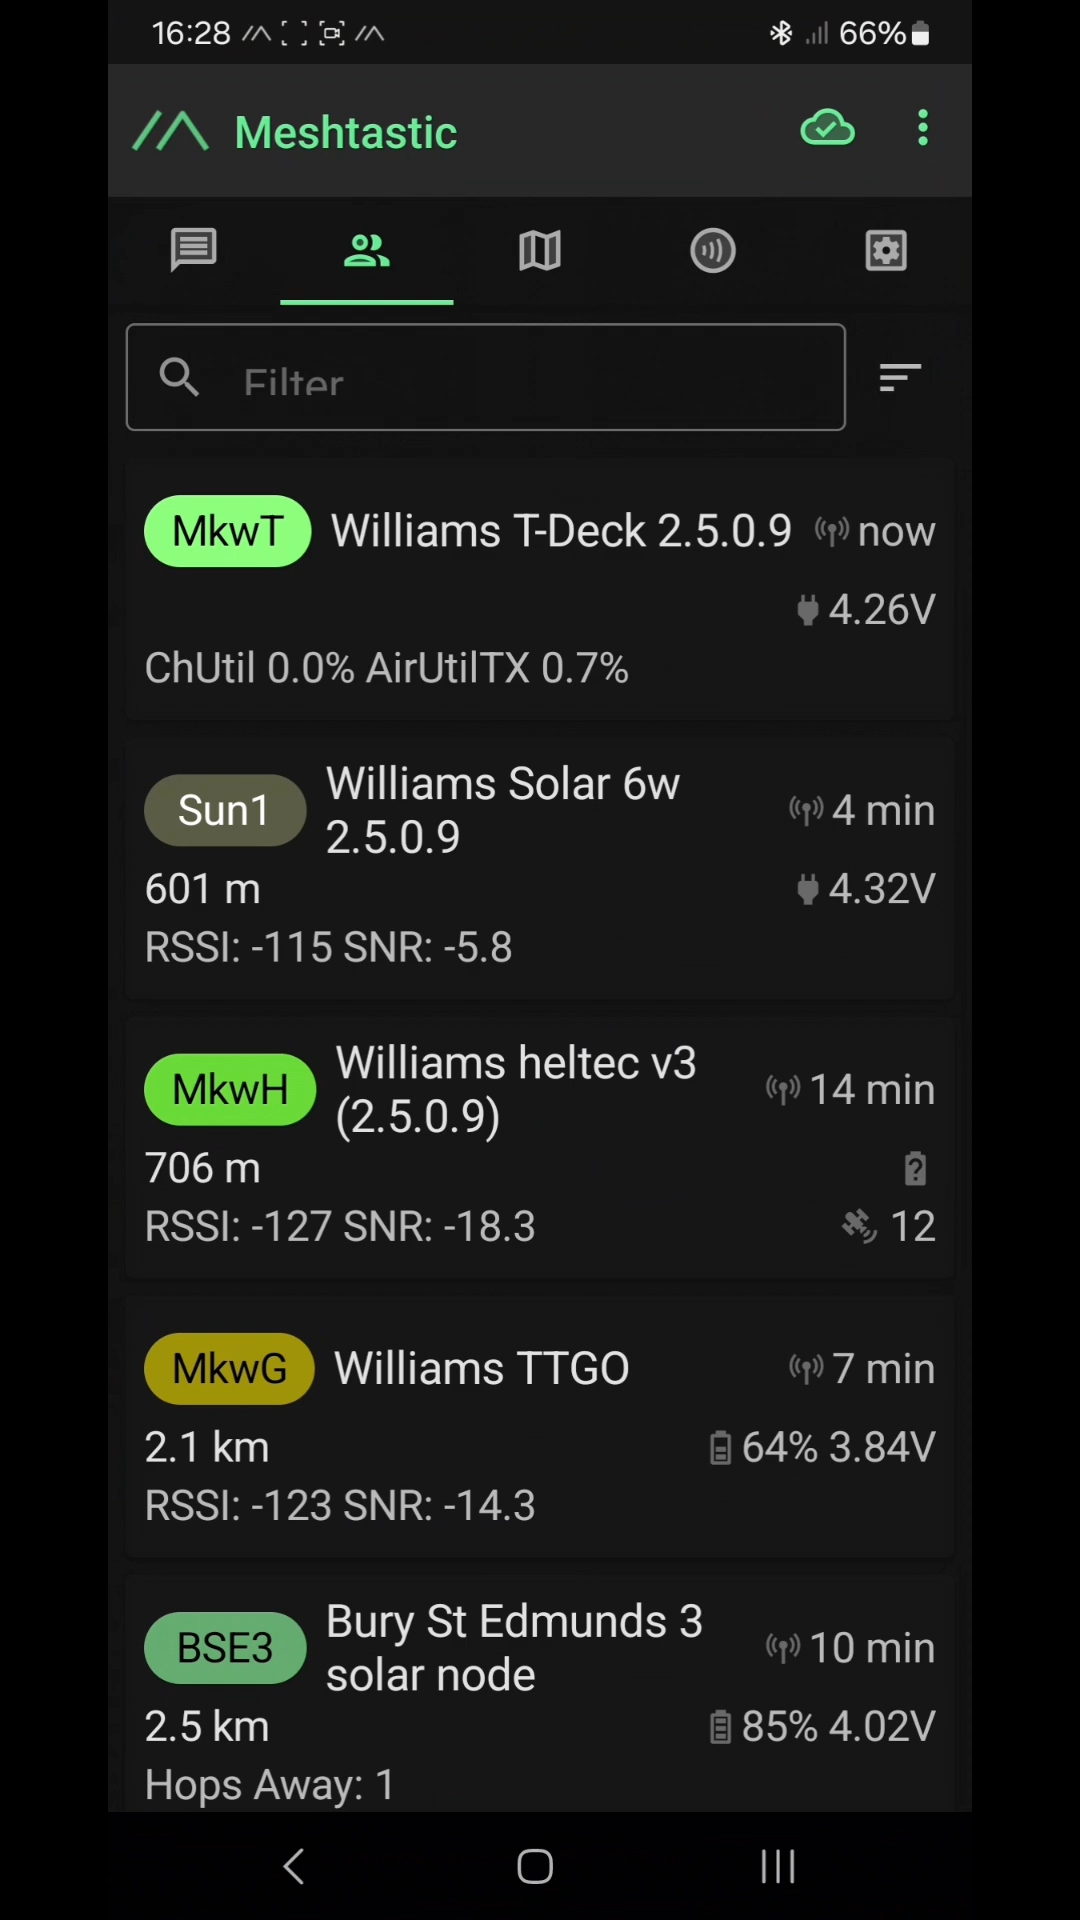 16:28
66%
Meshtastic
Filter
MkwT Williams T-Deck 2.5.0.9 now
4.26V
ChUtil 0.0% AirUtilTX 0.7%
Sun1 Williams Solar 6w 2.5.0.9 4 min
601 m 4.32V
RSSI: -115 SNR: -5.8
MkwH Williams heltec v3 (2.5.0.9) 14 min
706 m ?
RSSI: -127 SNR: -18.3 12
MkwG Williams TTGO 7 min
2.1 km 64% 3.84V
RSSI: -123 SNR: -14.3
BSE3 Bury St Edmunds 3 solar node 10 min
2.5 km 85% 4.02V
Hops Away: 1